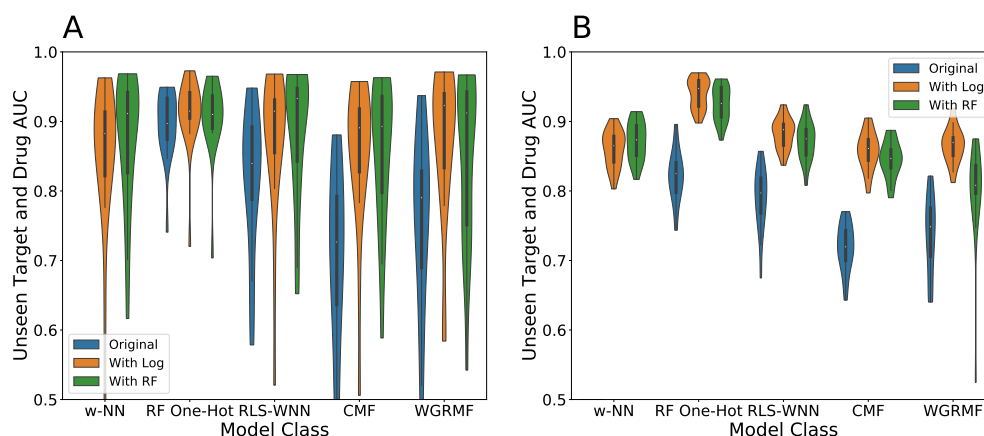 A
Unseen Target and Drug AUC
1.0
0.9
0.8
0.7
0.6
0.5
Original
With Log
With RF
w-NN RF One-Hot RLS-WNN CMF WGRMF
Model Class
B
Unseen Target and Drug AUC
1.0
0.9
0.8
0.7
0.6
0.5
Original
With Log
With RF
w-NN RF One-Hot RLS-WNN CMF WGRMF
Model Class